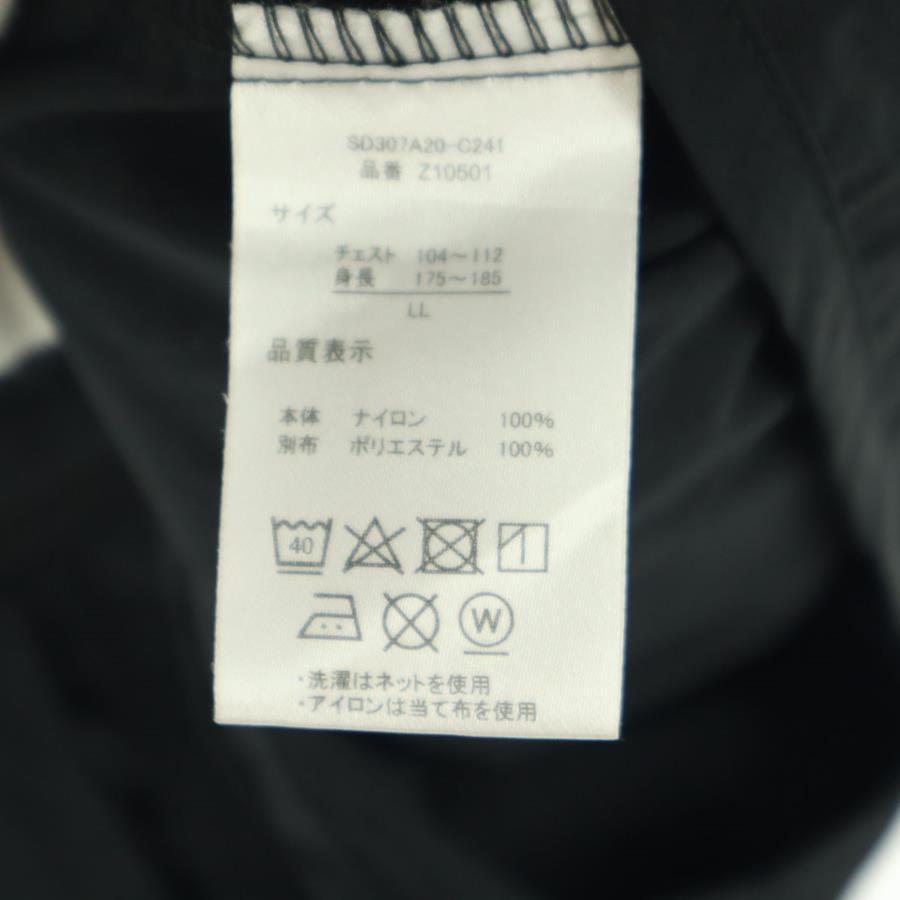 SD307A20-C241
品番 Z10501
サイズ
チェスト 104～112
身長 175～185
LL
品質表示
本体 ナイロン 100%
別布 ポリエステル 100%
40
W
・洗濯はネットを使用
・アイロンは当て布を使用